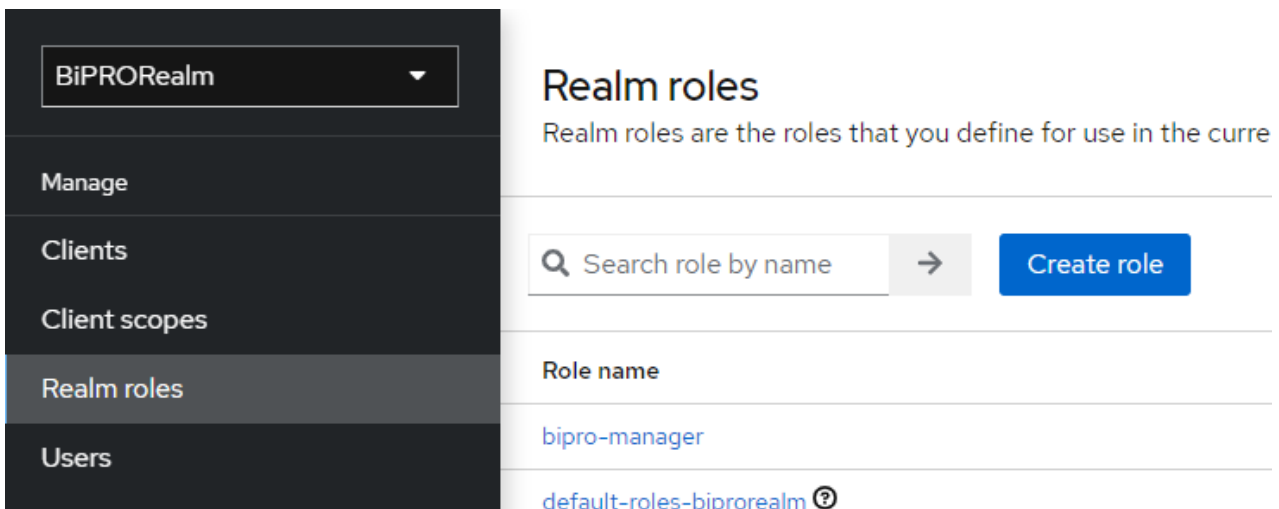 BiPRORealm
Manage
Clients
Client scopes
Realm roles
Users
Realm roles
Realm roles are the roles that you define for use in the curre
Search role by name
Create role
Role name
bipro-manager
default-roles-biprorealm